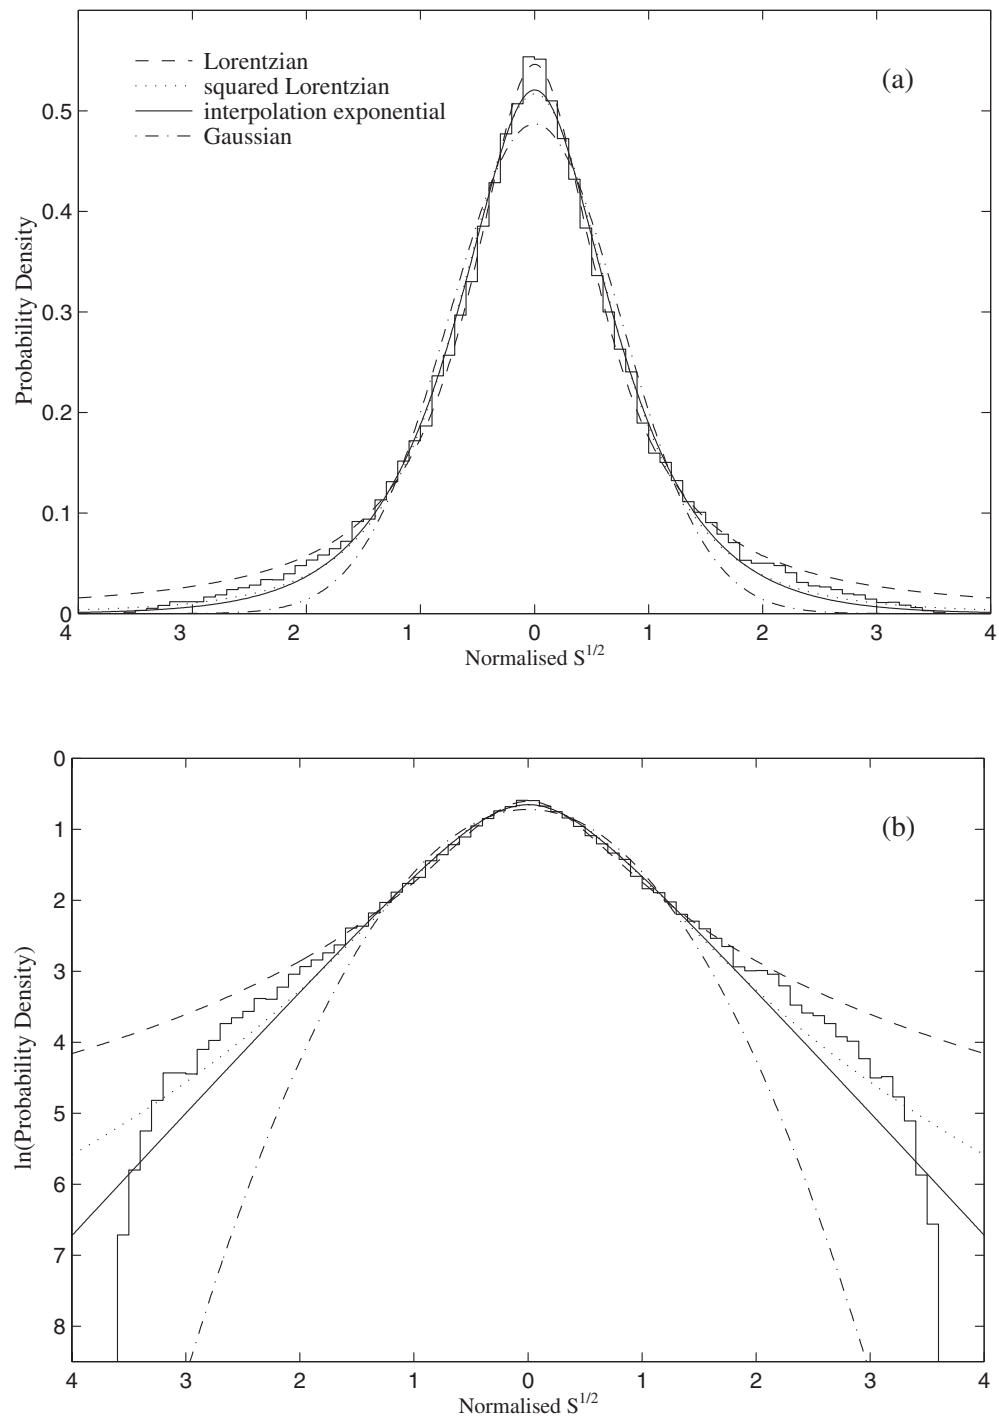 Lorentzian
squared Lorentzian
interpolation exponential
Gaussian
(a)
Probability Density
0.5
0.4
0.3
0.2
0.1
0
4 3 2 1 0 1 2 3 4
Normalised S^1/2
(b)
ln(Probability Density)
0
1
2
3
4
5
6
7
8
4 3 2 1 0 1 2 3 4
Normalised S^1/2